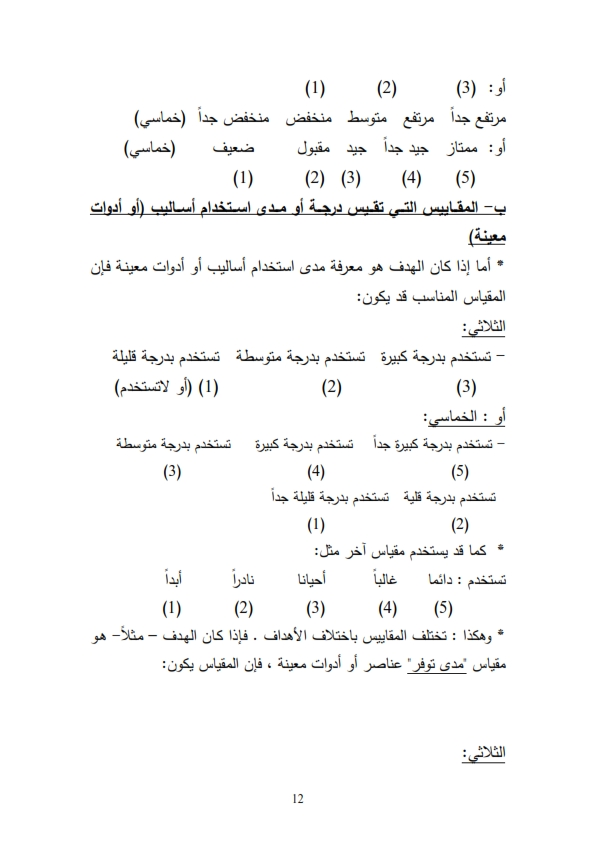 أو: (3) (2) (1)
مرتفع جداً مرتفع متوسط منخفض منخفض جداً (خماسي)
أو: ممتاز جيد جداً جيد مقبول ضعيف (خماسي)
(5) (4) (3) (2) (1)
ب- المقاييس التي تقيس درجة أو مدى استخدام أساليب (أو أدوات
معينة)
* أما إذا كان الهدف هو معرفة مدى استخدام أساليب أو أدوات معينة فإن
المقياس المناسب قد يكون:
الثلاثي:
- تستخدم بدرجة كبيرة تستخدم بدرجة متوسطة تستخدم بدرجة قليلة
(3) (2) (1) (أو لاتستخدم)
أو : الخماسي:
- تستخدم بدرجة كبيرة جداً تستخدم بدرجة كبيرة تستخدم بدرجة متوسطة
(5) (4) (3)
تستخدم بدرجة قلية تستخدم بدرجة قليلة جداً
(2) (1)
* كما قد يستخدم مقياس آخر مثل:
تستخدم : دائما غالباً أحيانا نادراً أبداً
(5) (4) (3) (2) (1)
* وهكذا : تختلف المقاييس باختلاف الأهداف . فإذا كان الهدف – مثلاً- هو
مقياس "مدى توفر" عناصر أو أدوات معينة ، فإن المقياس يكون:
الثلاثي:
12